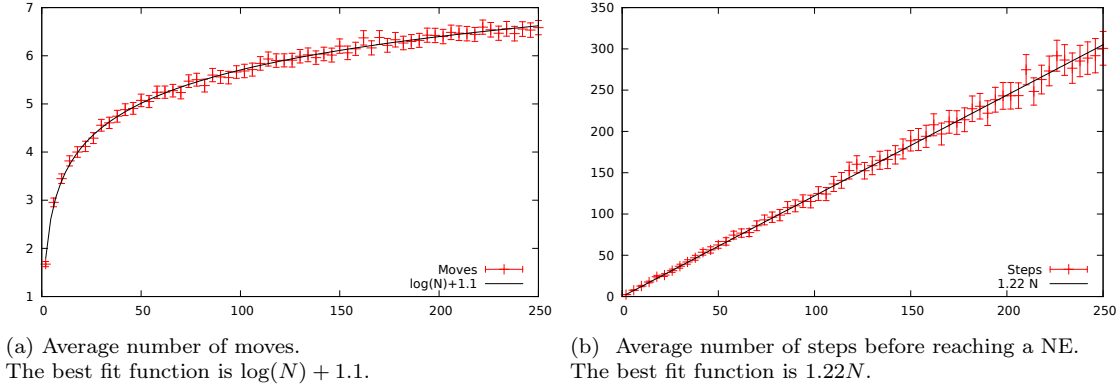 7
6
5
4
3
2
1
0 50 100 150 200 250
Moves
log(N)+1.1
(a) Average number of moves.
The best fit function is log(N) + 1.1.
350
300
250
200
150
100
50
0
0 50 100 150 200 250
Steps
1.22 N
(b) Average number of steps before reaching a NE.
The best fit function is 1.22N.